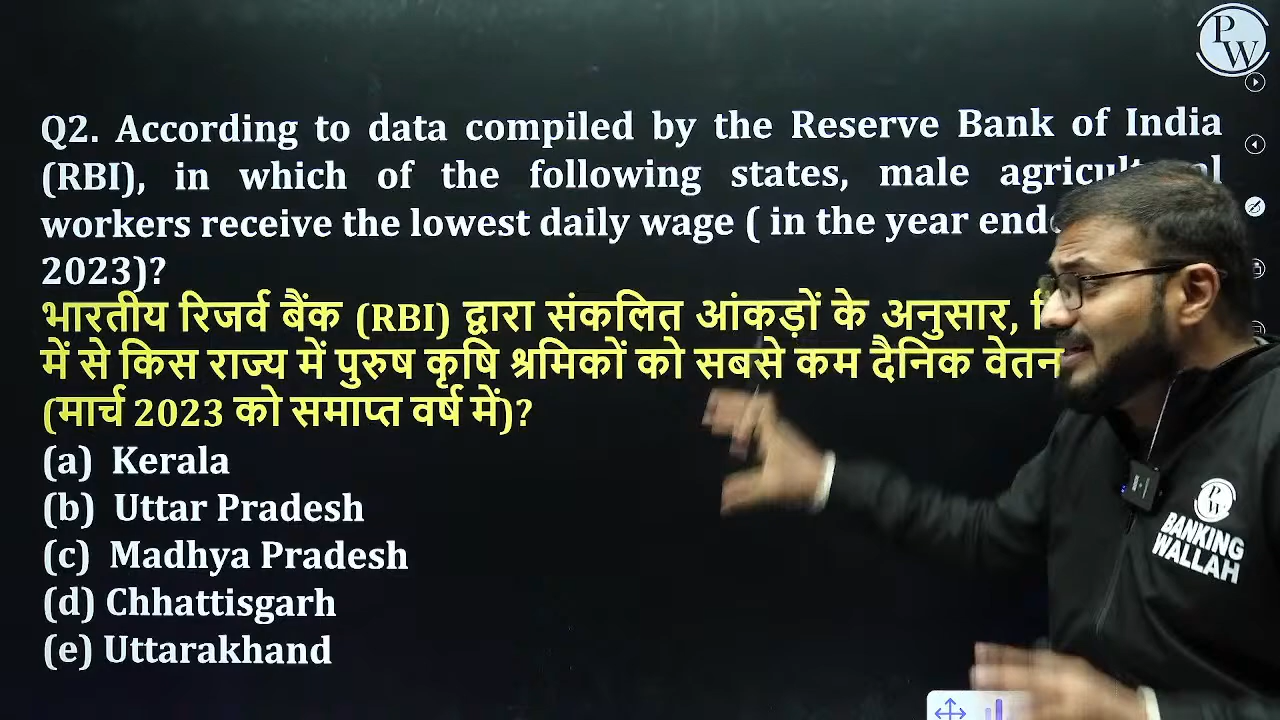 Q2. According to data compiled by the Reserve Bank of India
(RBI), in which of the following states, male
workers receive the lowest daily wage ( in the year
2023)?
भारतीय रिजर्व बैंक (RBI) द्वारा संकलित आंकड़ों के अनुसार,
में से किस राज्य में पुरुष कृषि श्रमिकों को सबसे कम दैनिक वेतन
(मार्च 2023 को समाप्त वर्ष में)?
(a) Kerala
(b) Uttar Pradesh
(c) Madhya Pradesh
(d) Chhattisgarh
(e) Uttarakhand
PW
PW
BANKING
WALLAH